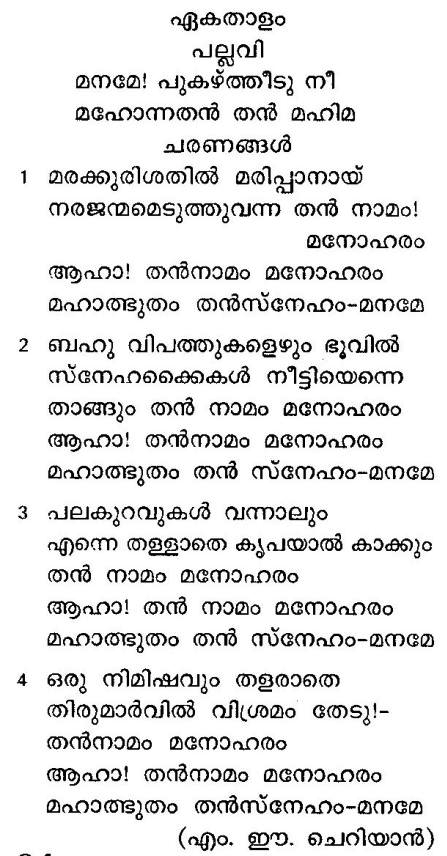 ഏകതാളം
പല്ലവി
മനമേ! പുകഴ്ത്തീടു നീ
മഹോന്നതൻ തൻ മഹിമ
ചരണങ്ങൾ
1 മരക്കുരിശതിൽ മരിപ്പാനായ്
നരജന്മമെടുത്തുവന്ന തൻ നാമം!
മനോഹരം
ആഹാ! തൻനാമം മനോഹരം
മഹാത്ഭുതം തൻസ്നേഹം-മനമേ
2 ബഹു വിപത്തുകളെഴും ഭൂവിൽ
സ്നേഹക്കൈകൾ നീട്ടിയെന്നെ
താങ്ങും തൻ നാമം മനോഹരം
ആഹാ! തൻനാമം മനോഹരം
മഹാത്ഭുതം തൻ സ്നേഹം-മനമേ
3 പലകുറവുകൾ വന്നാലും
എന്നെ തള്ളാതെ കൃപയാൽ കാക്കും
തൻ നാമം മനോഹരം
ആഹാ! തൻ നാമം മനോഹരം
മഹാത്ഭുതം തൻ സ്നേഹം-മനമേ
4 ഒരു നിമിഷവും തളരാതെ
തിരുമാർവിൽ വിശ്രമം തേടു!-
തൻനാമം മനോഹരം
ആഹാ! തൻനാമം മനോഹരം
മഹാത്ഭുതം തൻസ്നേഹം-മനമേ
(എം. ഈ. ചെറിയാൻ)